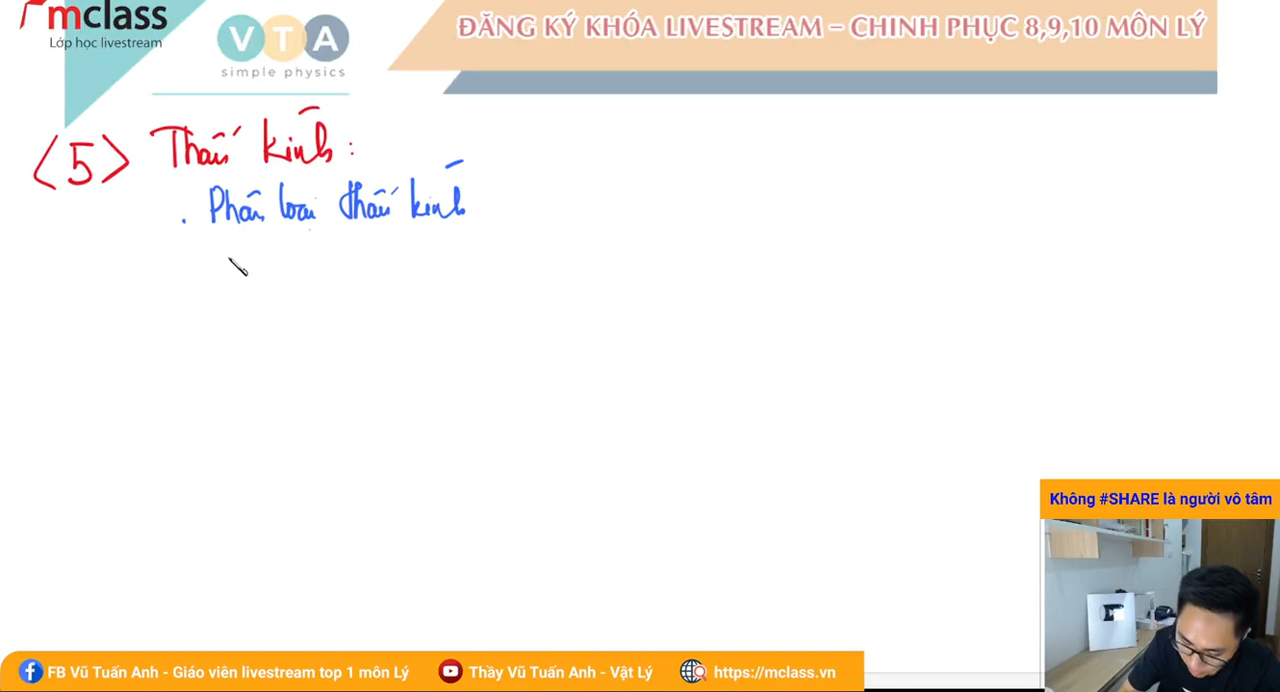 mclass
Lớp học livestream
VTA
simple physics
ĐĂNG KÝ KHÓA LIVESTREAM – CHINH PHỤC 8,9,10 MÔN LÝ
<5> Thấu kính:
. Phân loại thấu kính
Không #SHARE là người vô tâm
FB Vũ Tuấn Anh - Giáo viên livestream top 1 môn Lý
Thầy Vũ Tuấn Anh - Vật Lý
https://mclass.vn